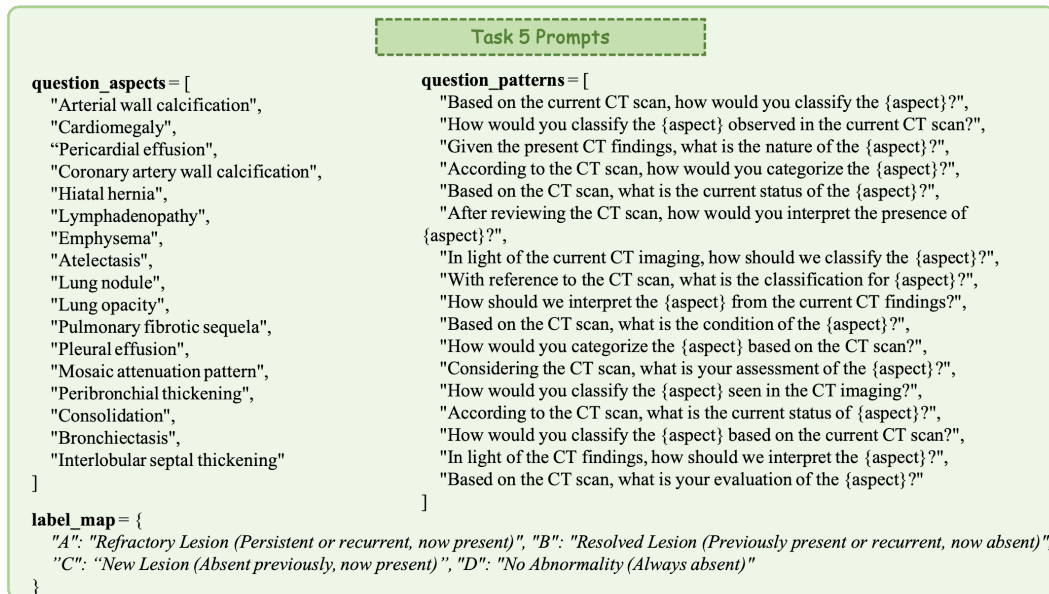 Task 5 Prompts
question_aspects = [
"Arterial wall calcification",
"Cardiomegaly",
“Pericardial effusion",
"Coronary artery wall calcification",
"Hiatal hernia",
"Lymphadenopathy",
"Emphysema",
"Atelectasis",
"Lung nodule",
"Lung opacity",
"Pulmonary fibrotic sequela",
"Pleural effusion",
"Mosaic attenuation pattern",
"Peribronchial thickening",
"Consolidation",
"Bronchiectasis",
"Interlobular septal thickening"
]
question_patterns = [
"Based on the current CT scan, how would you classify the {aspect}?",
"How would you classify the {aspect} observed in the current CT scan?",
"Given the present CT findings, what is the nature of the {aspect}?",
"According to the CT scan, how would you categorize the {aspect}?",
"Based on the CT scan, what is the current status of the {aspect}?",
"After reviewing the CT scan, how would you interpret the presence of
{aspect}?",
"In light of the current CT imaging, how should we classify the {aspect}?",
"With reference to the CT scan, what is the classification for {aspect}?",
"How should we interpret the {aspect} from the current CT findings?",
"Based on the CT scan, what is the condition of the {aspect}?",
"How would you categorize the {aspect} based on the CT scan?",
"Considering the CT scan, what is your assessment of the {aspect}?",
"How would you classify the {aspect} seen in the CT imaging?",
"According to the CT scan, what is the current status of {aspect}?",
"How would you classify the {aspect} based on the current CT scan?",
"In light of the CT findings, how should we interpret the {aspect}?",
"Based on the CT scan, what is your evaluation of the {aspect}?"
]
label_map = {
"A": "Refractory Lesion (Persistent or recurrent, now present)", "B": "Resolved Lesion (Previously present or recurrent, now absent)",
”C": “New Lesion (Absent previously, now present)”, "D": "No Abnormality (Always absent)"
}